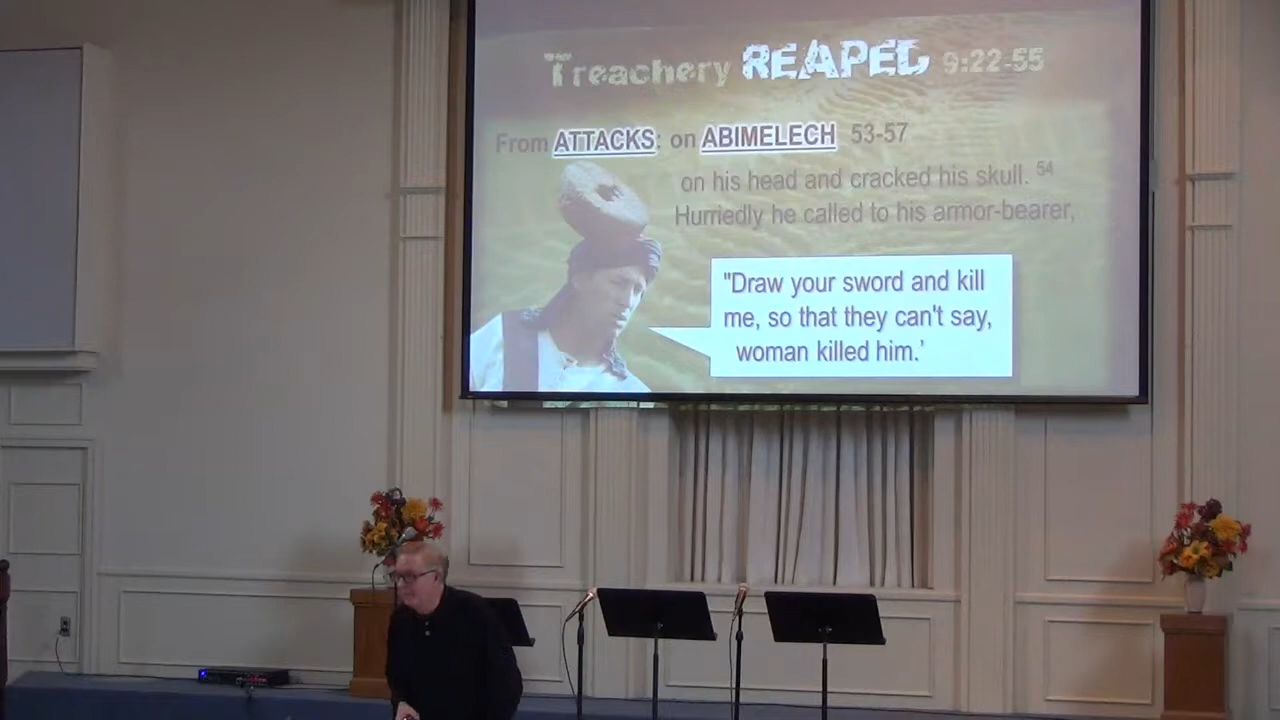 Treachery REAPED 9:22-55
From ATTACKS: on ABIMELECH 53-57
on his head and cracked his skull. 54
Hurriedly he called to his armor-bearer,
"Draw your sword and kill
me, so that they can't say,
woman killed him.'